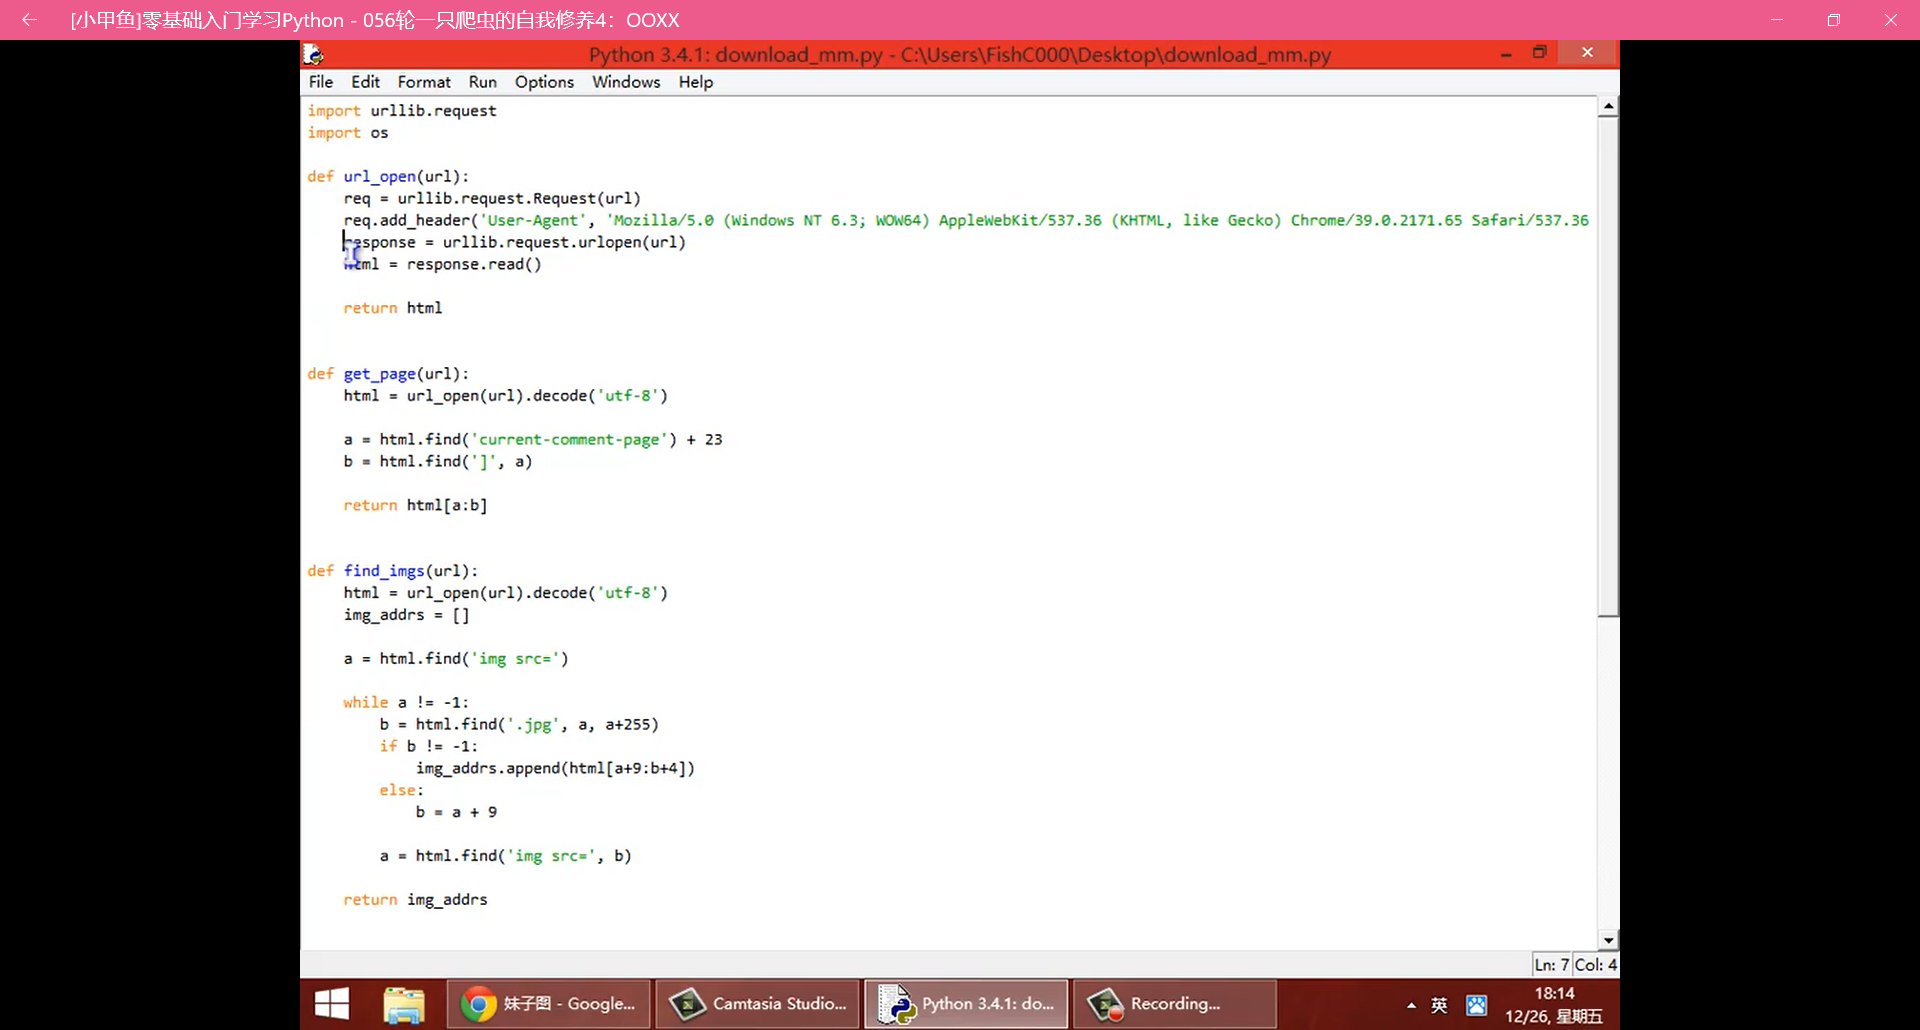 [小甲鱼]零基础入门学习Python - 056轮一只爬虫的自我修养4：OOXX
Python 3.4.1: download_mm.py - C:\Users\FishC000\Desktop\download_mm.py
File Edit Format Run Options Windows Help
import urllib.request
import os
def url_open(url):
    req = urllib.request.Request(url)
    req.add_header('User-Agent', 'Mozilla/5.0 (Windows NT 6.3; WOW64) AppleWebKit/537.36 (KHTML, like Gecko) Chrome/39.0.2171.65 Safari/537.36
    response = urllib.request.urlopen(url)
    html = response.read()
    return html
def get_page(url):
    html = url_open(url).decode('utf-8')
    a = html.find('current-comment-page') + 23
    b = html.find(']', a)
    return html[a:b]
def find_imgs(url):
    html = url_open(url).decode('utf-8')
    img_addrs = []
    a = html.find('img src=')
    while a != -1:
        b = html.find('.jpg', a, a+255)
        if b != -1:
            img_addrs.append(html[a+9:b+4])
        else:
            b = a + 9
        a = html.find('img src=', b)
    return img_addrs
Ln: 7 Col: 4
妹子图 - Google... Camtasia Studio... Python 3.4.1: do... Recording... 英 18:14
12/26, 星期五